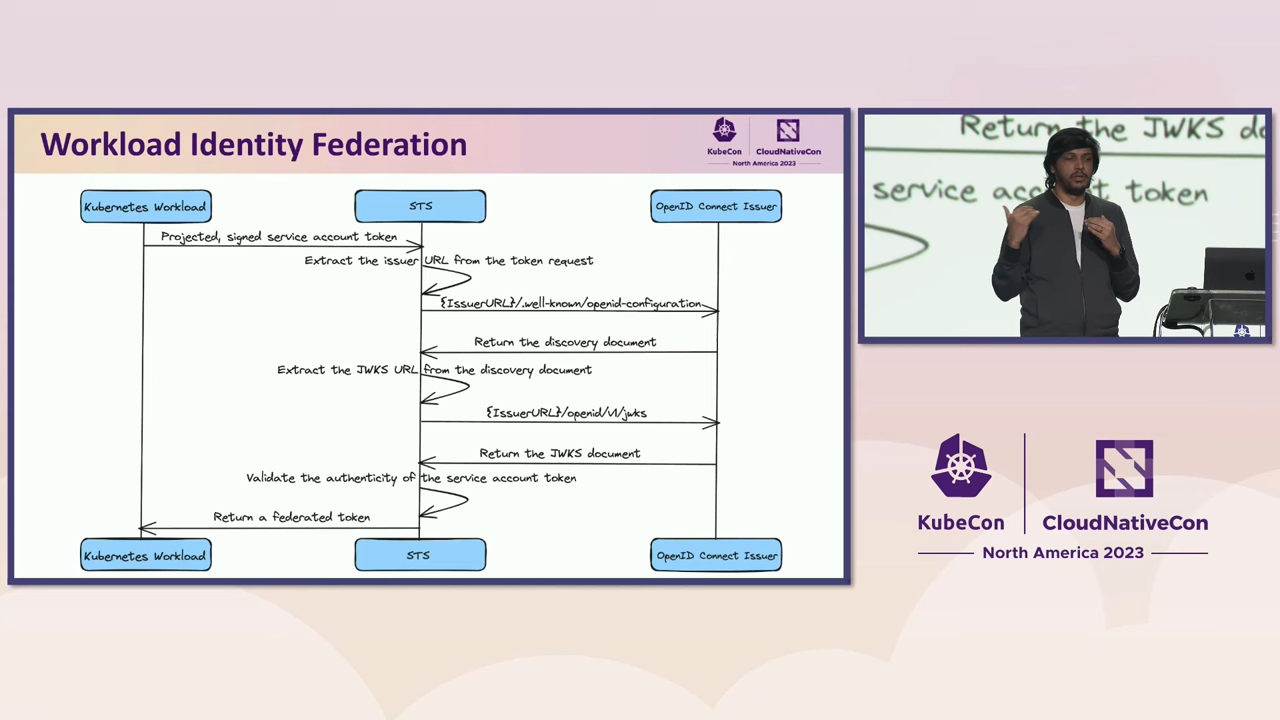 Workload Identity Federation
KubeCon
CloudNativeCon
North America 2023
Kubernetes Workload
STS
OpenID Connect Issuer
Projected, signed service account token
Extract the issuer URL from the token request
{IssuerURL}/.well-known/openid-configuration
Return the discovery document
Extract the JWKS URL from the discovery document
{IssuerURL}/openid/v1/jwks
Return the JWKS document
Validate the authenticity of the service account token
Return a federated token
Kubernetes Workload
STS
OpenID Connect Issuer
Return the JWKS do
service account token
KubeCon
CloudNativeCon
North America 2023